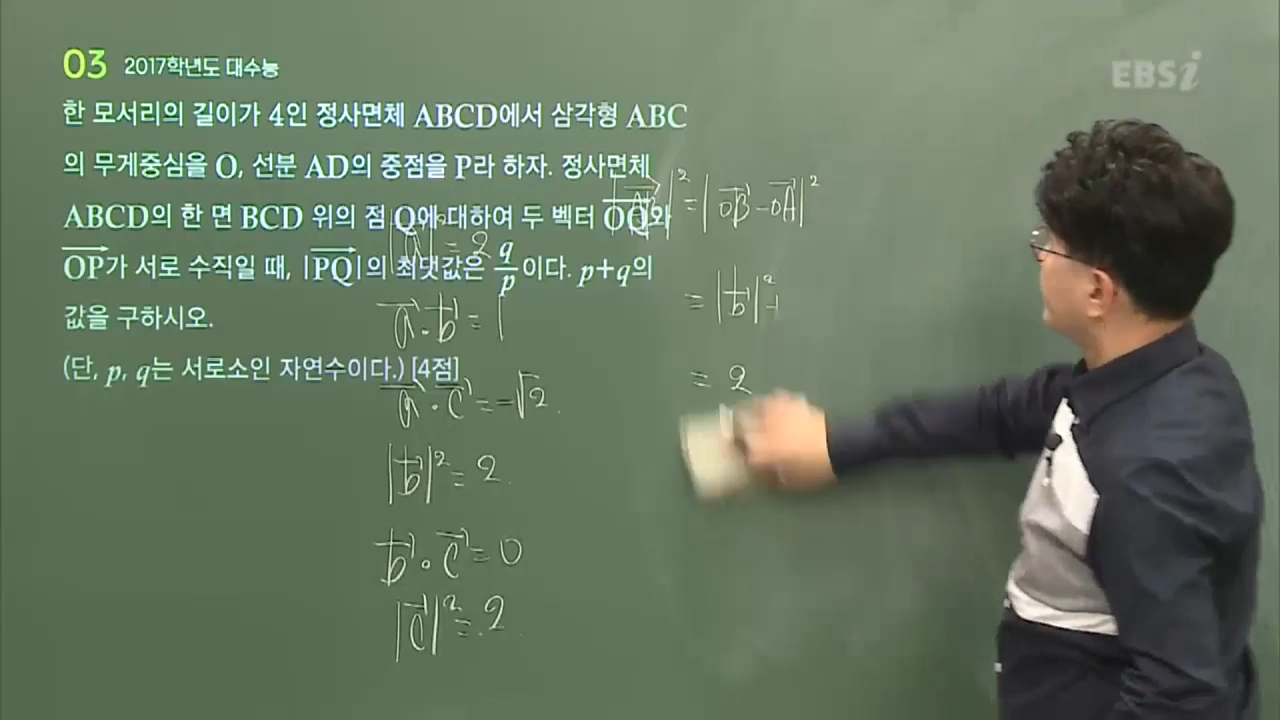 03 2017학년도 대수능
EBSi
한 모서리의 길이가 4인 정사면체 ABCD에서 삼각형 ABC
의 무게중심을 O, 선분 AD의 중점을 P라 하자. 정사면체
ABCD의 한 면 BCD 위의 점 Q에 대하여 두 벡터 OQ와
OP가 서로 수직일 때, |PQ|의 최댓값은 q/p이다. p+q의
값을 구하시오.
(단, p, q는 서로소인 자연수이다.) [4점]
|a|² = 2
a · b = 1
a · c = -√2
|b|² = 2
b · c = 0
|c|² = 2
|AB|² = |OB - OA|²
= |b|²+
= 2